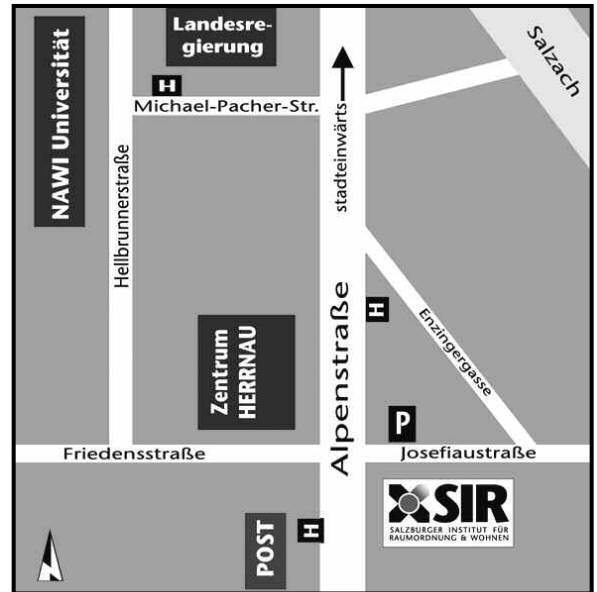 Landesre-
gierung
Salzach
NAWI Universität
H
Michael-Pacher-Str.
stadteinwärts
Hellbrunnerstraße
Alpenstraße
H
Enzingergasse
Zentrum
HERRNAU
P
Friedensstraße
Josefiaustraße
SIR
SALZBURGER INSTITUT FÜR
RAUMORDNUNG & WOHNEN
POST
H